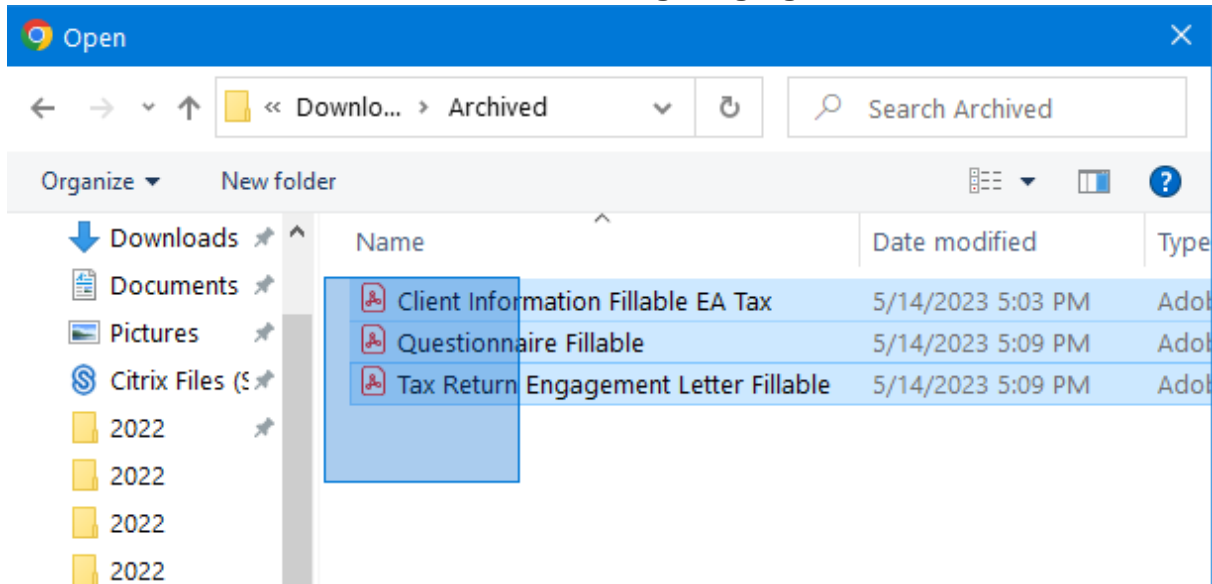 Open
« Downlo... › Archived
Search Archived
Organize
New folder
?
Downloads
Name
Date modified
Type
Documents
Client Information Fillable EA Tax
5/14/2023 5:03 PM
Adob
Pictures
Questionnaire Fillable
5/14/2023 5:09 PM
Adob
Citrix Files (S
Tax Return Engagement Letter Fillable
5/14/2023 5:09 PM
Adob
2022
2022
2022
2022